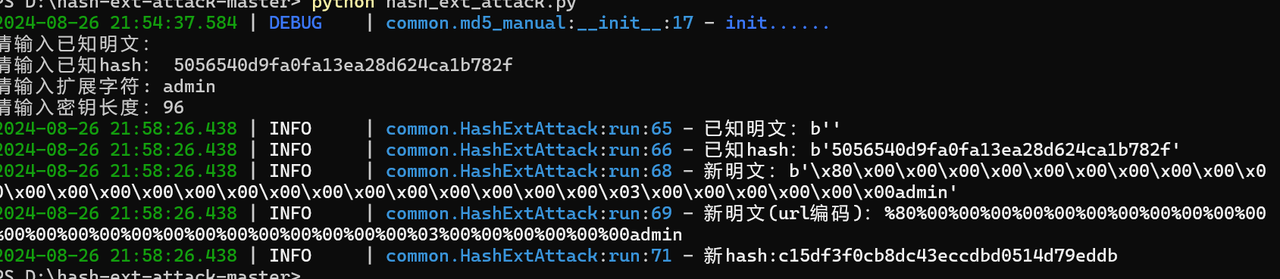 PS D:\hash-ext-attack-master> python hash_ext_attack.py
2024-08-26 21:54:37.584 | DEBUG    | common.md5_manual:__init__:17 - init......
请输入已知明文:
请输入已知hash: 5056540d9fa0fa13ea28d624ca1b782f
请输入扩展字符: admin
请输入密钥长度: 96
2024-08-26 21:58:26.438 | INFO     | common.HashExtAttack:run:65 - 已知明文: b''
2024-08-26 21:58:26.438 | INFO     | common.HashExtAttack:run:66 - 已知hash: b'5056540d9fa0fa13ea28d624ca1b782f'
2024-08-26 21:58:26.438 | INFO     | common.HashExtAttack:run:68 - 新明文: b'\x80\x00\x00\x00\x00\x00\x00\x00\x00\x00\x00\x0
0\x00\x00\x00\x00\x00\x00\x00\x00\x00\x00\x00\x00\x00\x03\x00\x00\x00\x00\x00\x00admin'
2024-08-26 21:58:26.438 | INFO     | common.HashExtAttack:run:69 - 新明文(url编码): %80%00%00%00%00%00%00%00%00%00%00%00
%00%00%00%00%00%00%00%00%00%00%00%00%00%03%00%00%00%00%00%00admin
2024-08-26 21:58:26.438 | INFO     | common.HashExtAttack:run:71 - 新hash:c15df3f0cb8dc43eccdbd0514d79eddb
PS D:\hash-ext-attack-master>